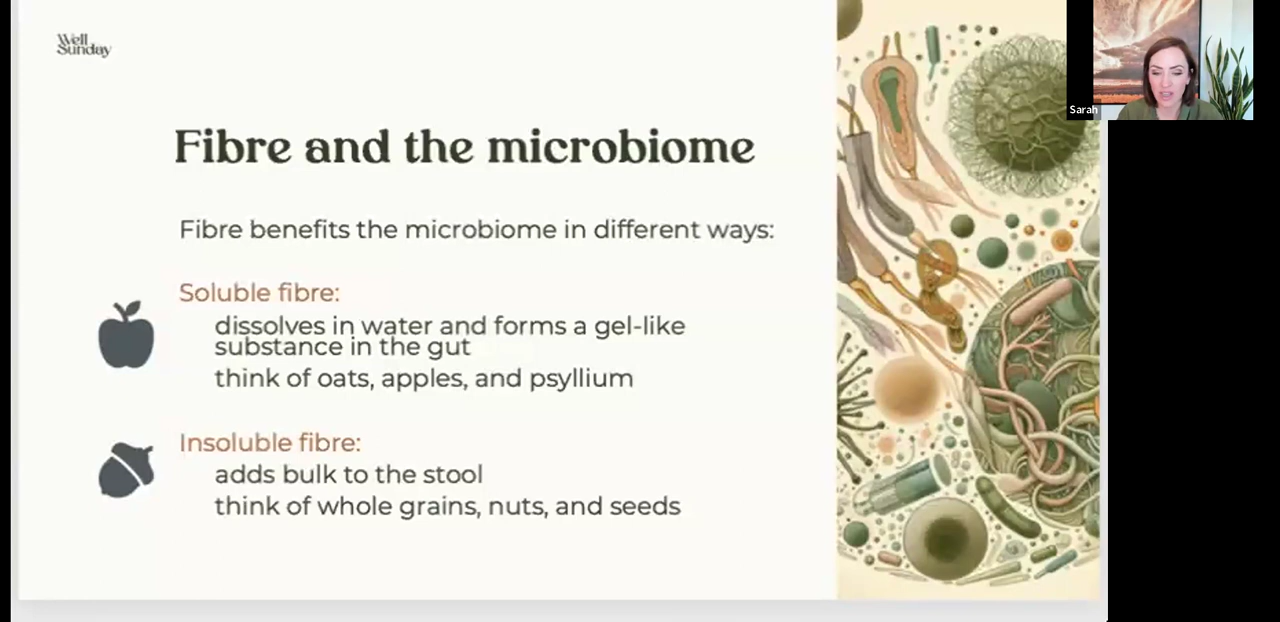 Well
Sunday
Sarah
Fibre and the microbiome
Fibre benefits the microbiome in different ways:
Soluble fibre:
dissolves in water and forms a gel-like
substance in the gut
think of oats, apples, and psyllium
Insoluble fibre:
adds bulk to the stool
think of whole grains, nuts, and seeds